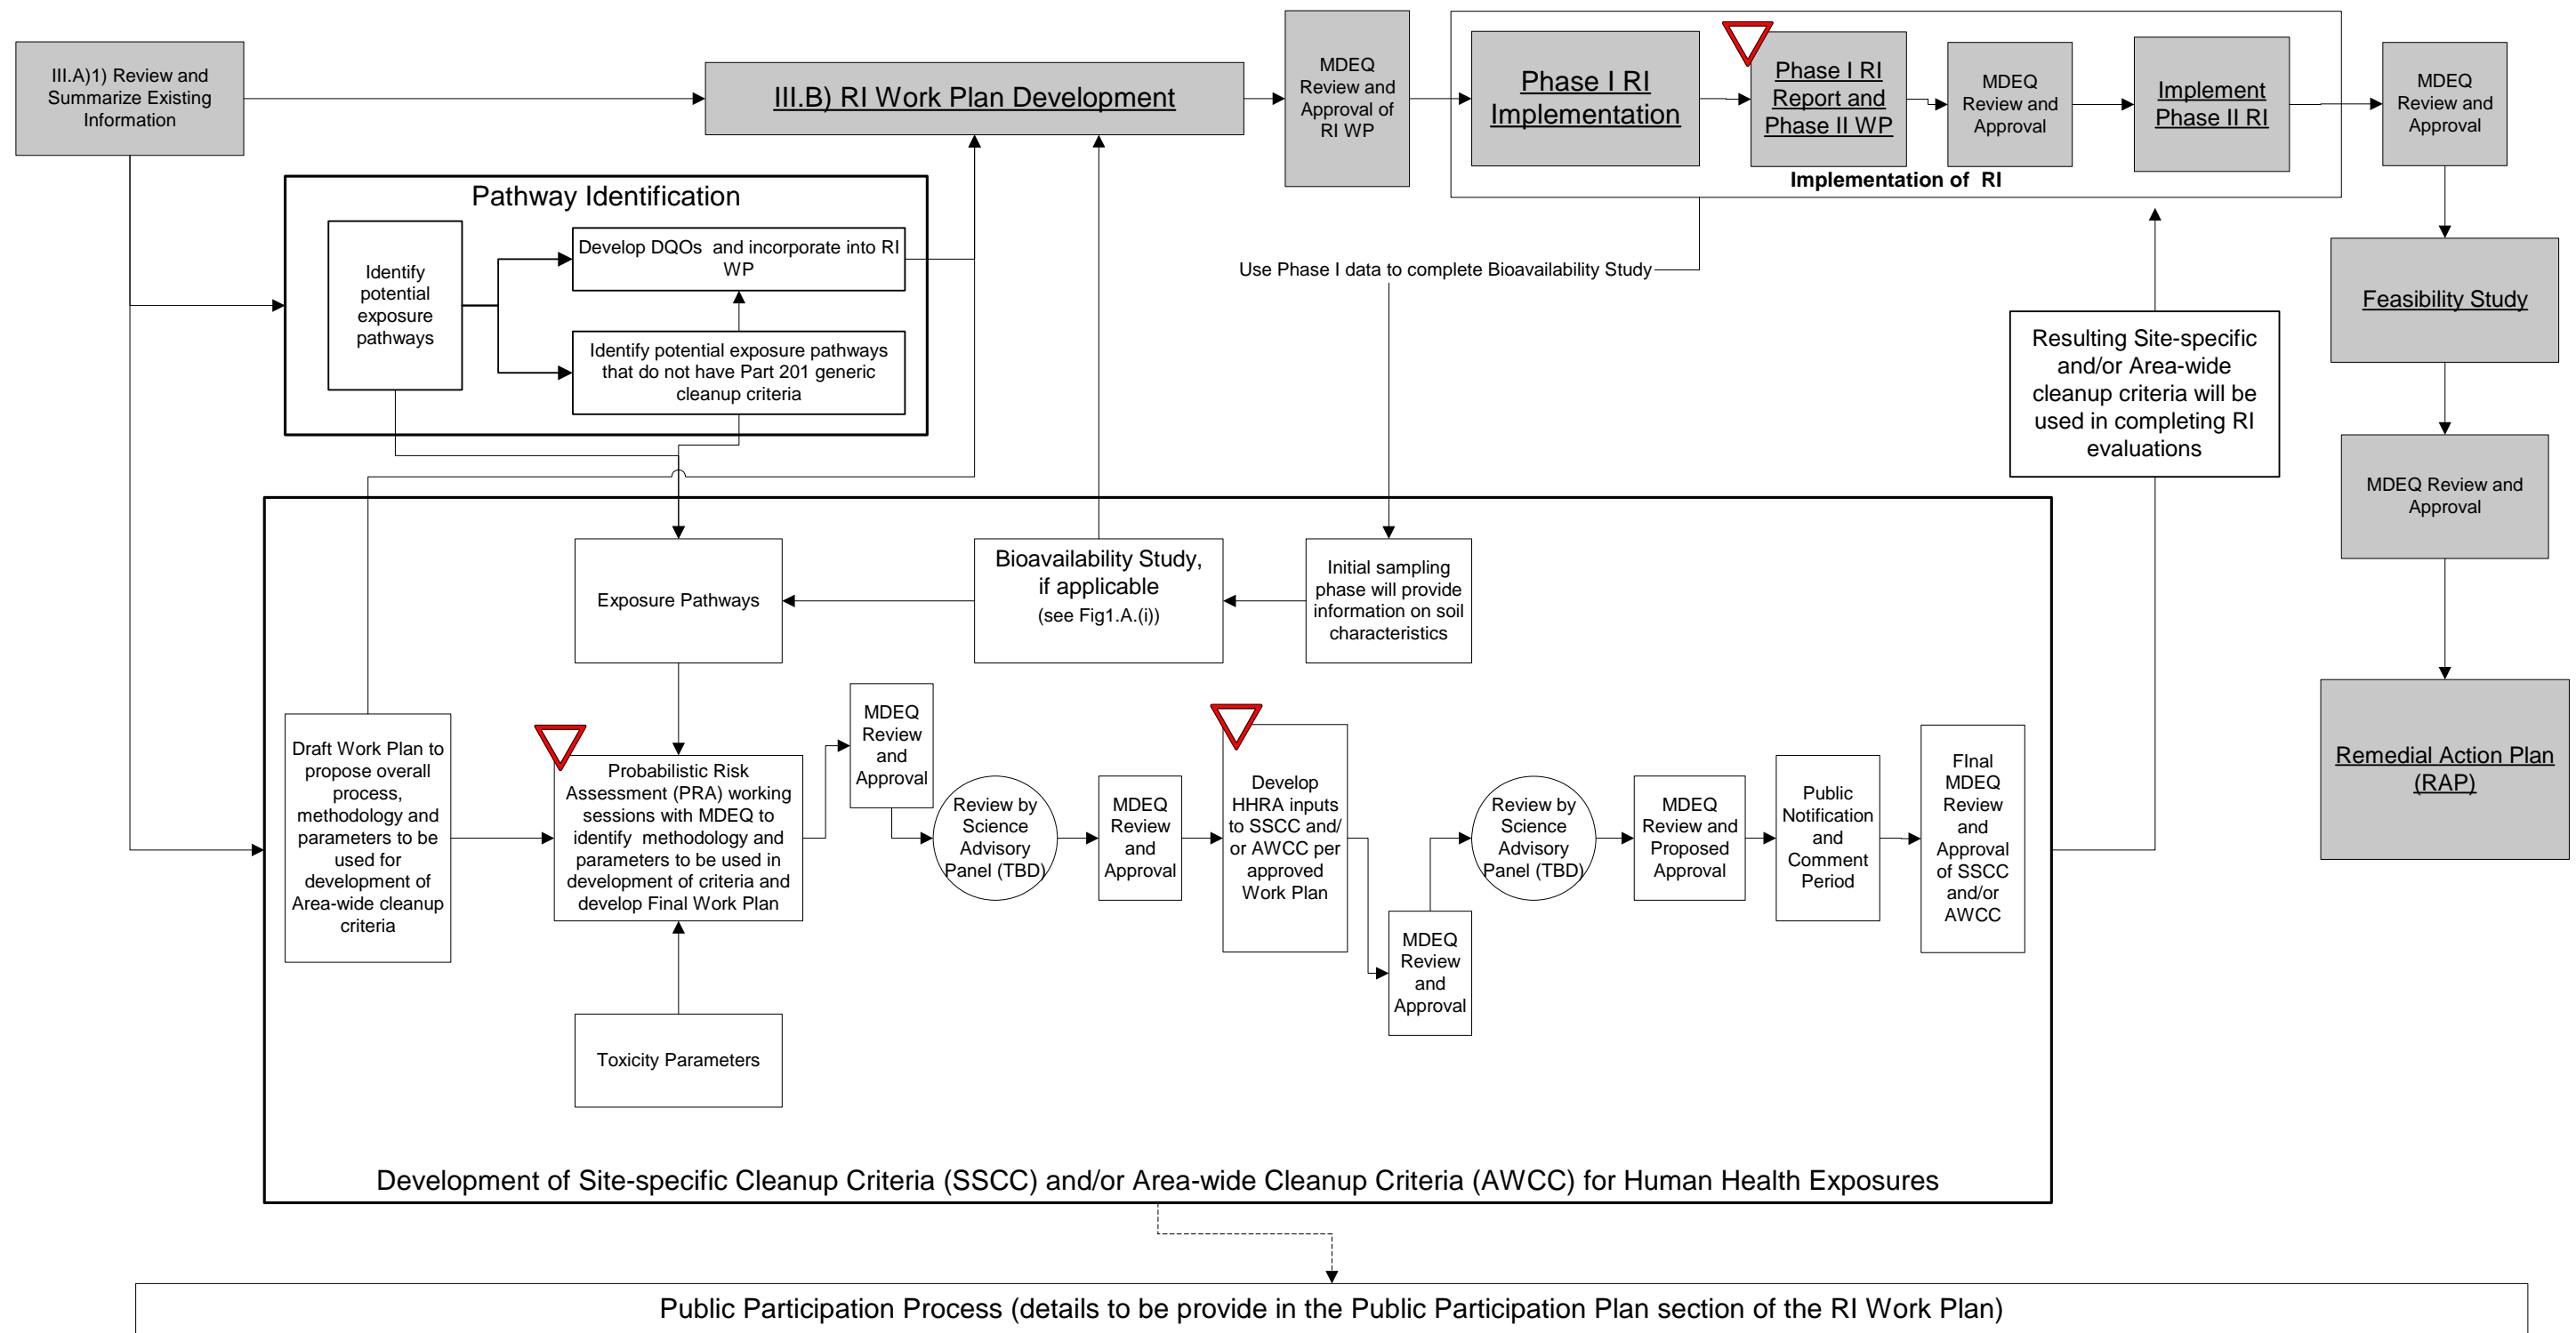 III.A)1) Review and
Summarize Existing
Information
III.B) RI Work Plan Development
MDEQ
Review and
Approval of
RI WP
Phase I RI
Implementation
Phase I RI
Report and
Phase II WP
MDEQ
Review and
Approval
Implement
Phase II RI
Implementation of  RI
MDEQ
Review and
Approval
Pathway Identification
Identify
potential
exposure
pathways
Develop DQOs  and incorporate into RI
WP
Identify potential exposure pathways
that do not have Part 201 generic
cleanup criteria
Use Phase I data to complete Bioavailability Study
Feasibility Study
Resulting Site-specific
and/or Area-wide
cleanup criteria will be
used in completing RI
evaluations
MDEQ Review and
Approval
Remedial Action Plan
(RAP)
Exposure Pathways
Bioavailability Study,
if applicable
(see Fig1.A.(i))
Initial sampling
phase will provide
information on soil
characteristics
Draft Work Plan to
propose overall
process,
methodology and
parameters to be
used for
development of
Area-wide cleanup
criteria
Probabilistic Risk
Assessment (PRA) working
sessions with MDEQ to
identify  methodology and
parameters to be used in
development of criteria and
develop Final Work Plan
MDEQ
Review
and
Approval
Review by
Science
Advisory
Panel (TBD)
MDEQ
Review
and
Approval
Develop
HHRA inputs
to SSCC and/
or AWCC per
approved
Work Plan
MDEQ
Review
and
Approval
Review by
Science
Advisory
Panel (TBD)
MDEQ
Review and
Proposed
Approval
Public
Notification
and
Comment
Period
FInal
MDEQ
Review
and
Approval
of SSCC
and/or
AWCC
Toxicity Parameters
Development of Site-specific Cleanup Criteria (SSCC) and/or Area-wide Cleanup Criteria (AWCC) for Human Health Exposures
Public Participation Process (details to be provide in the Public Participation Plan section of the RI Work Plan)